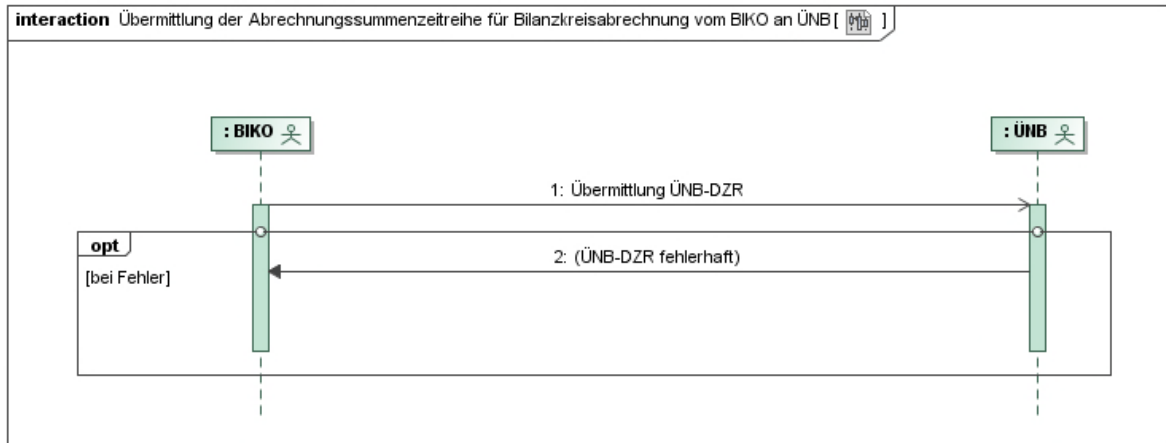 interaction Übermittlung der Abrechnungssummenzeitreihe für Bilanzkreisabrechnung vom BIKO an ÜNB [ ]
: BIKO
: ÜNB
1: Übermittlung ÜNB-DZR
opt
2: (ÜNB-DZR fehlerhaft)
[bei Fehler]